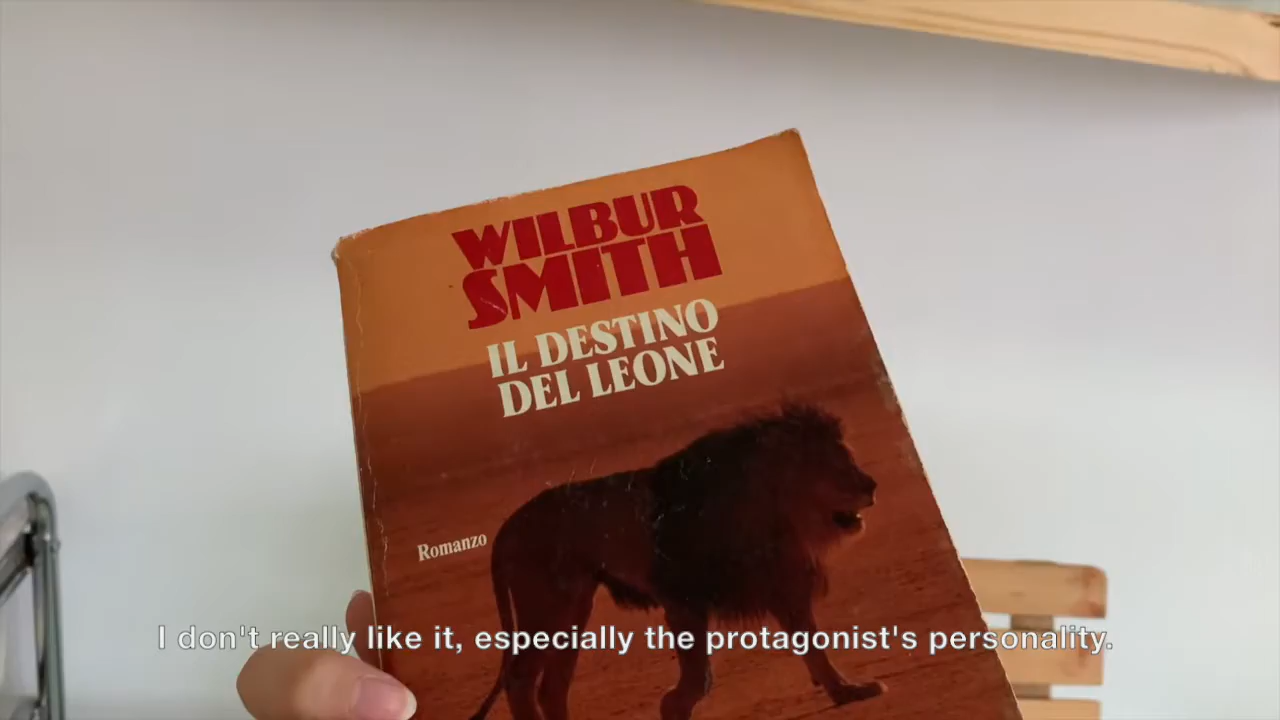 WILBUR
SMITH
IL DESTINO
DEL LEONE
Romanzo
I don't really like it, especially the protagonist's personality.